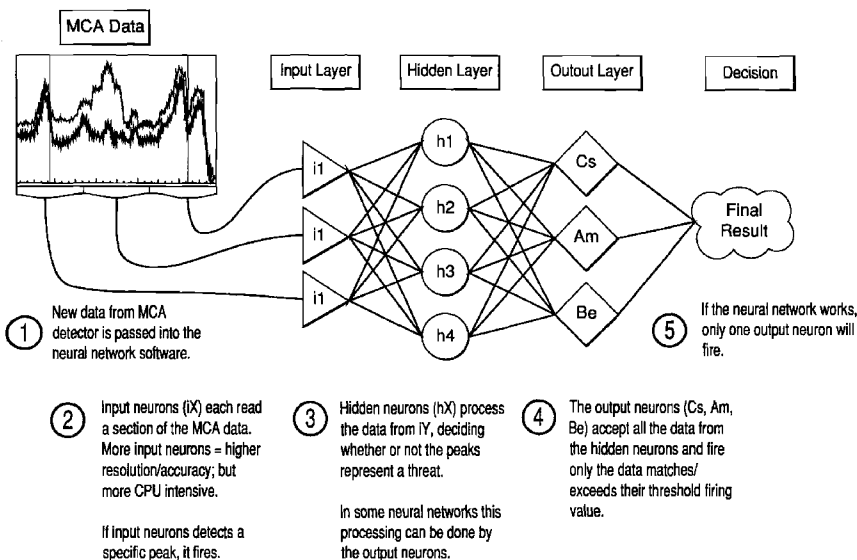 MCA Data
Input Layer
Hidden Layer
Outout Layer
Decision
i1
i1
i1
h1
h2
h3
h4
Cs
Am
Be
Final
Result
1
New data from MCA
detector is passed into the
neural network software.
5
If the neural network works,
only one output neuron will
fire.
2
Input neurons (iX) each read
a section of the MCA data.
More input neurons = higher
resolution/accuracy; but
more CPU intensive.
If input neurons detects a
specific peak, it fires.
3
Hidden neurons (hX) process
the data from iY, deciding
whether or not the peaks
represent a threat.
In some neural networks this
processing can be done by
the output neurons.
4
The output neurons (Cs, Am,
Be) accept all the data from
the hidden neurons and fire
only the data matches/
exceeds their threshold firing
value.